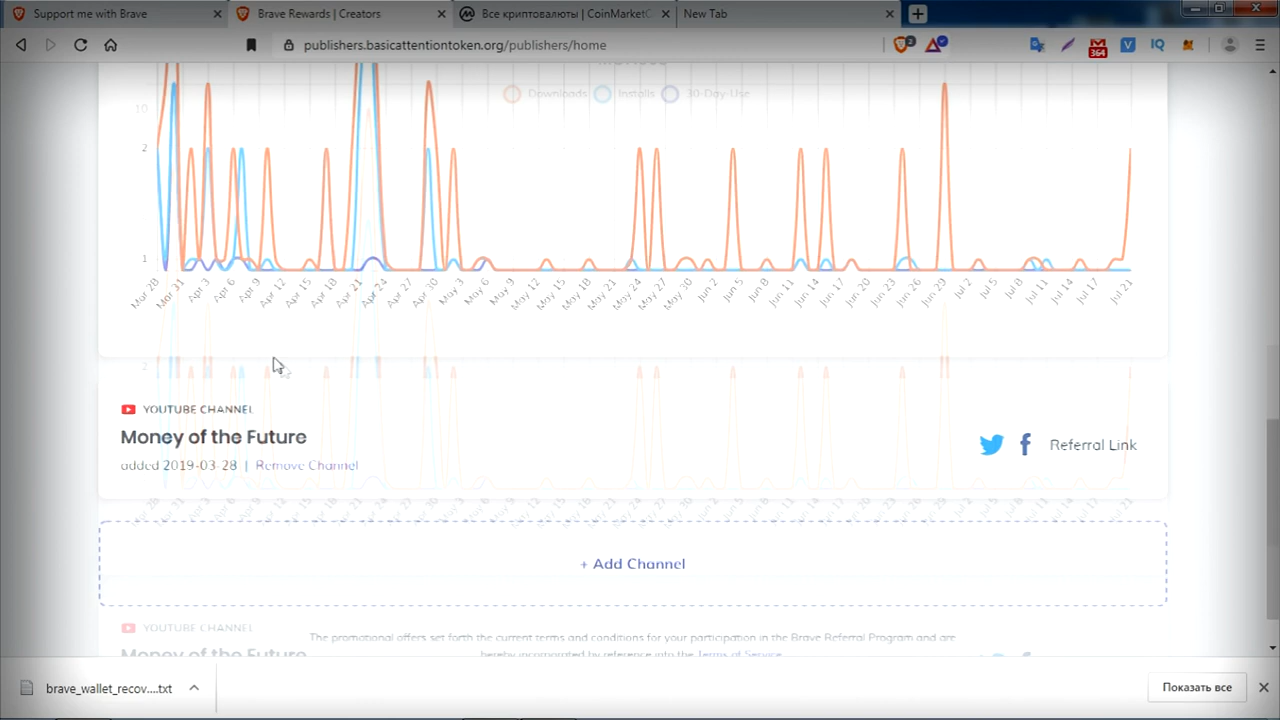 Support me with Brave
Brave Rewards | Creators
Все криптовалюты | CoinMarketC
New Tab
publishers.basicattentiontoken.org/publishers/home
2
364
Downloads
Installs
30-Day-Use
10
2
1
Mar 28
Mar 31
Apr 3
Apr 6
Apr 9
Apr 12
Apr 15
Apr 18
Apr 21
Apr 24
Apr 27
Apr 30
May 3
May 6
May 9
May 12
May 15
May 18
May 21
May 24
May 27
May 30
Jun 2
Jun 5
Jun 8
Jun 11
Jun 14
Jun 17
Jun 20
Jun 23
Jun 26
Jun 29
Jul 2
Jul 5
Jul 8
Jul 11
Jul 14
Jul 17
Jul 21
2
YOUTUBE CHANNEL
Money of the Future
added 2019-03-28 | Remove Channel
Referral Link
+ Add Channel
YOUTUBE CHANNEL
Money of the Future
The promotional offers set forth the current terms and conditions for your participation in the Brave Referral Program and are
hereby incorporated by reference into the Terms of Service
brave_wallet_recov....txt
Показать все